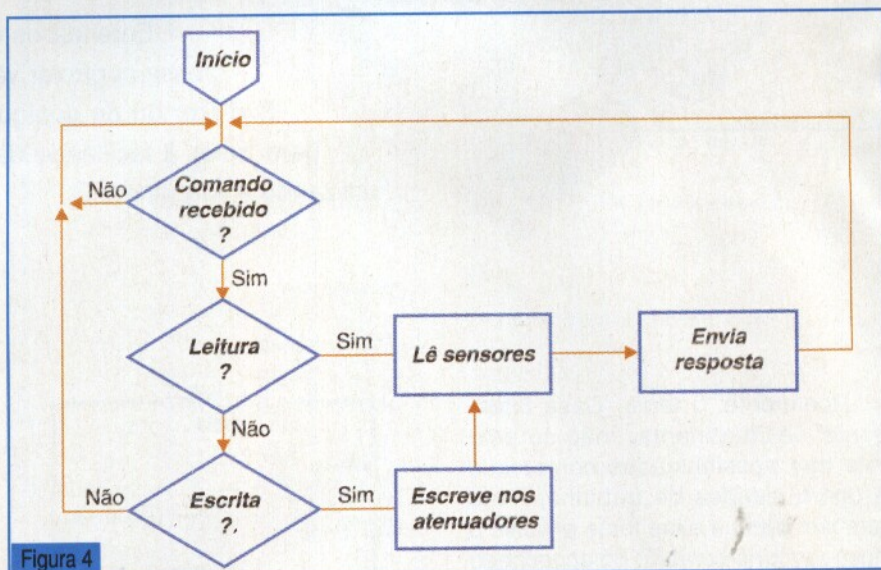 Início
Comando
recebido
?
Não
Sim
Leitura
?
Sim
Lê sensores
Envia
resposta
Não
Escrita
?.
Não
Sim
Escreve nos
atenuadores
Figura 4